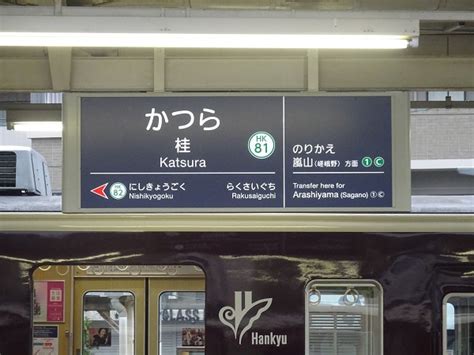 かつら
桂
Katsura
HK
81
HK
82
にしきょうごく
Nishikyogoku
らくさいぐち
Rakusaiguchi
のりかえ
嵐山(嵯峨野)方面 1 C
Transfer here for
Arashiyama (Sagano) 1 C
Hankyu